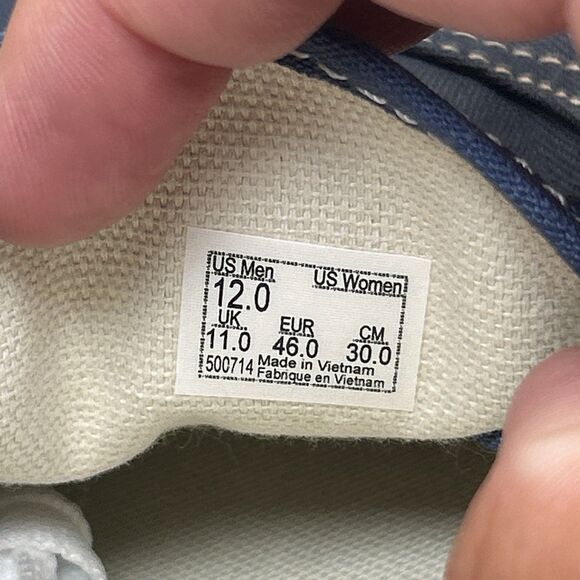 US Men US Women
12.0
UK EUR CM
11.0 46.0 30.0
500714 Made in Vietnam
Fabrique en Vietnam